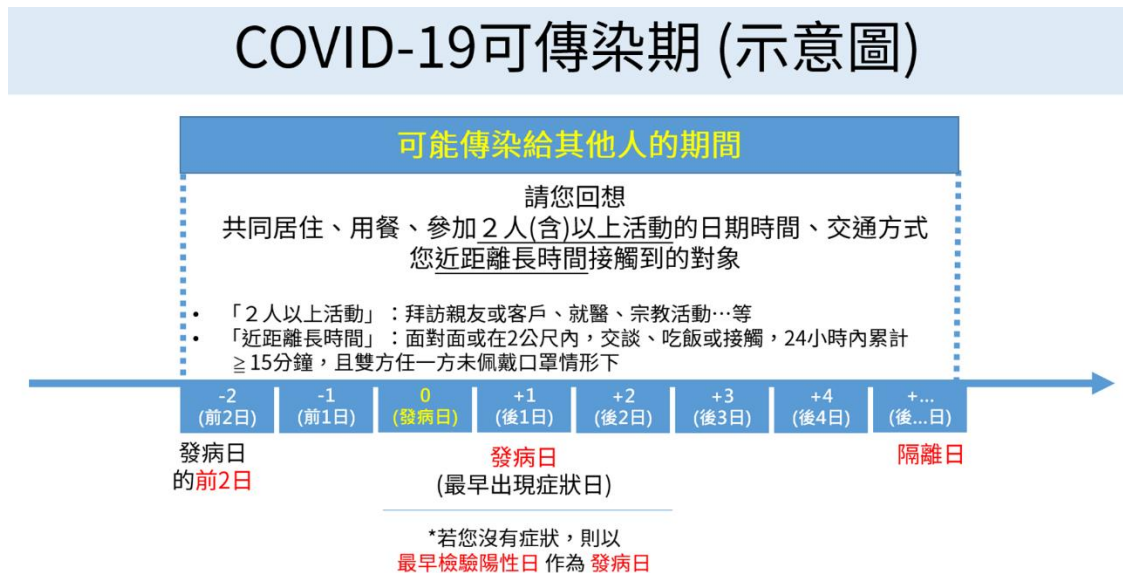 COVID-19可傳染期 (示意圖)
可能傳染給其他人的期間
請您回想
共同居住、用餐、參加２人(含)以上活動的日期時間、交通方式
您近距離長時間接觸到的對象
• 「２人以上活動」：拜訪親友或客戶、就醫、宗教活動…等
• 「近距離長時間」：面對面或在2公尺內，交談、吃飯或接觸，24小時內累計
≧15分鐘，且雙方任一方未佩戴口罩情形下
-2 -1 0 +1 +2 +3 +4 +...
(前2日) (前1日) (發病日) (後1日) (後2日) (後3日) (後4日) (後...日)
發病日
的前2日
發病日
(最早出現症狀日)
隔離日
*若您沒有症狀，則以
最早檢驗陽性日 作為 發病日